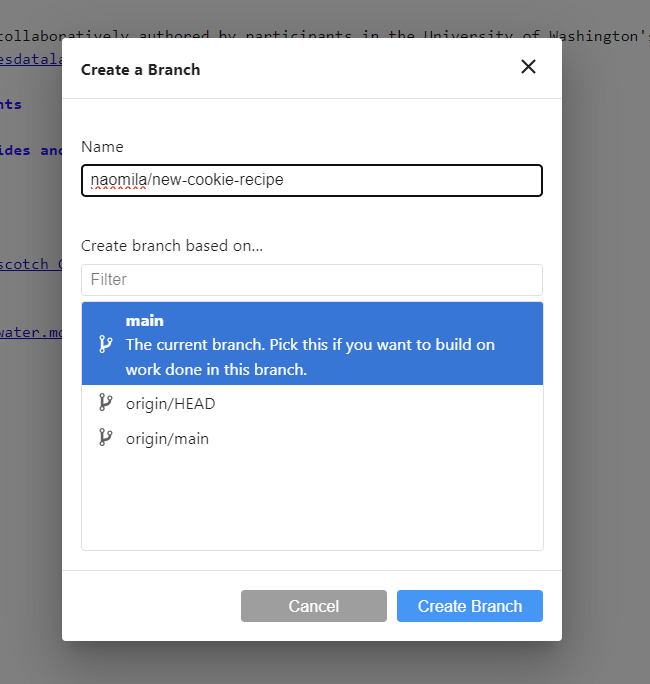 collaboratively authored by participants in the University of Washington's
Create a Branch
nts
ides and
Name
naomila/new-cookie-recipe
Create branch based on...
Filter
scotch
main
The current branch. Pick this if you want to build on
work done in this branch.
origin/HEAD
origin/main
Cancel
Create Branch